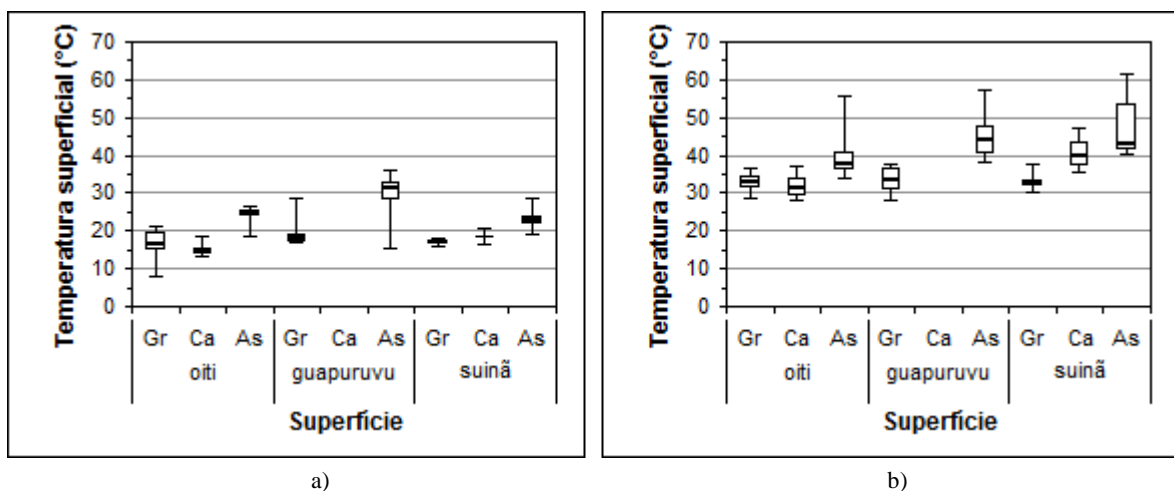 Temperatura superficial (°C)
70
60
50
40
30
20
10
0
Gr Ca As Gr Ca As Gr Ca As
oiti guapuruvu suinã
Superfície
a)
Temperatura superficial (°C)
70
60
50
40
30
20
10
0
Gr Ca As Gr Ca As Gr Ca As
oiti guapuruvu suinã
Superfície
b)